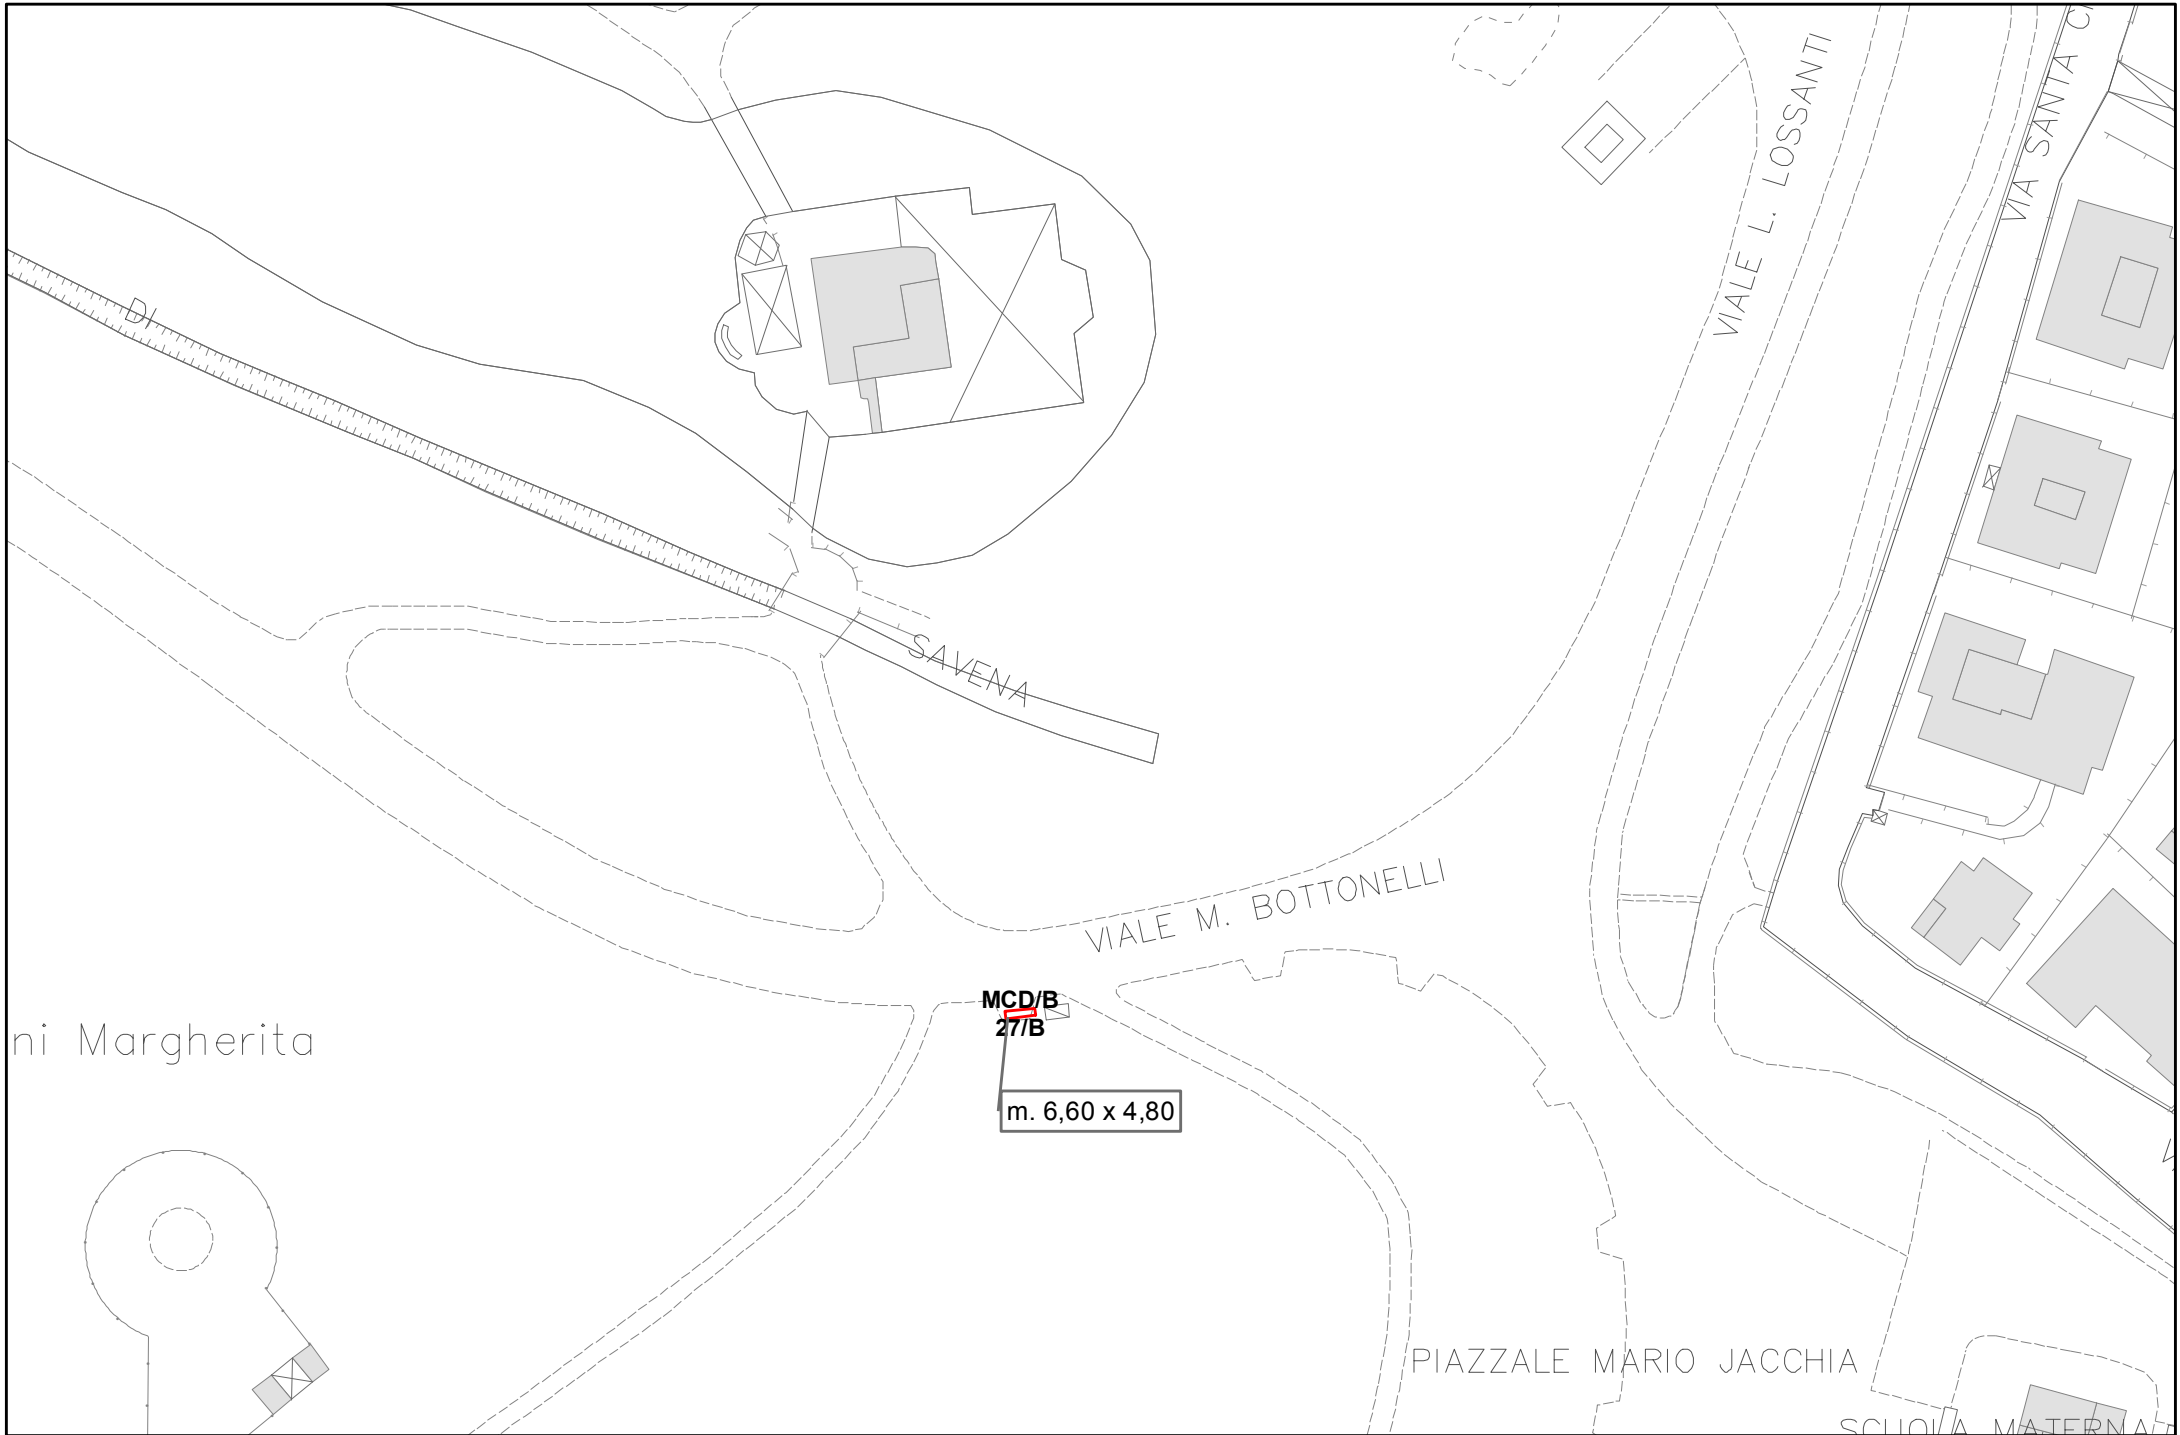 VIALE L. LOSSANTI
VIA SANTA
DI
SAVENA
VIALE M. BOTTONELLI
MCD/B
27/B
ni Margherita
m. 6,60 x 4,80
PIAZZALE MARIO JACCHIA
SCUOLA MATERNA